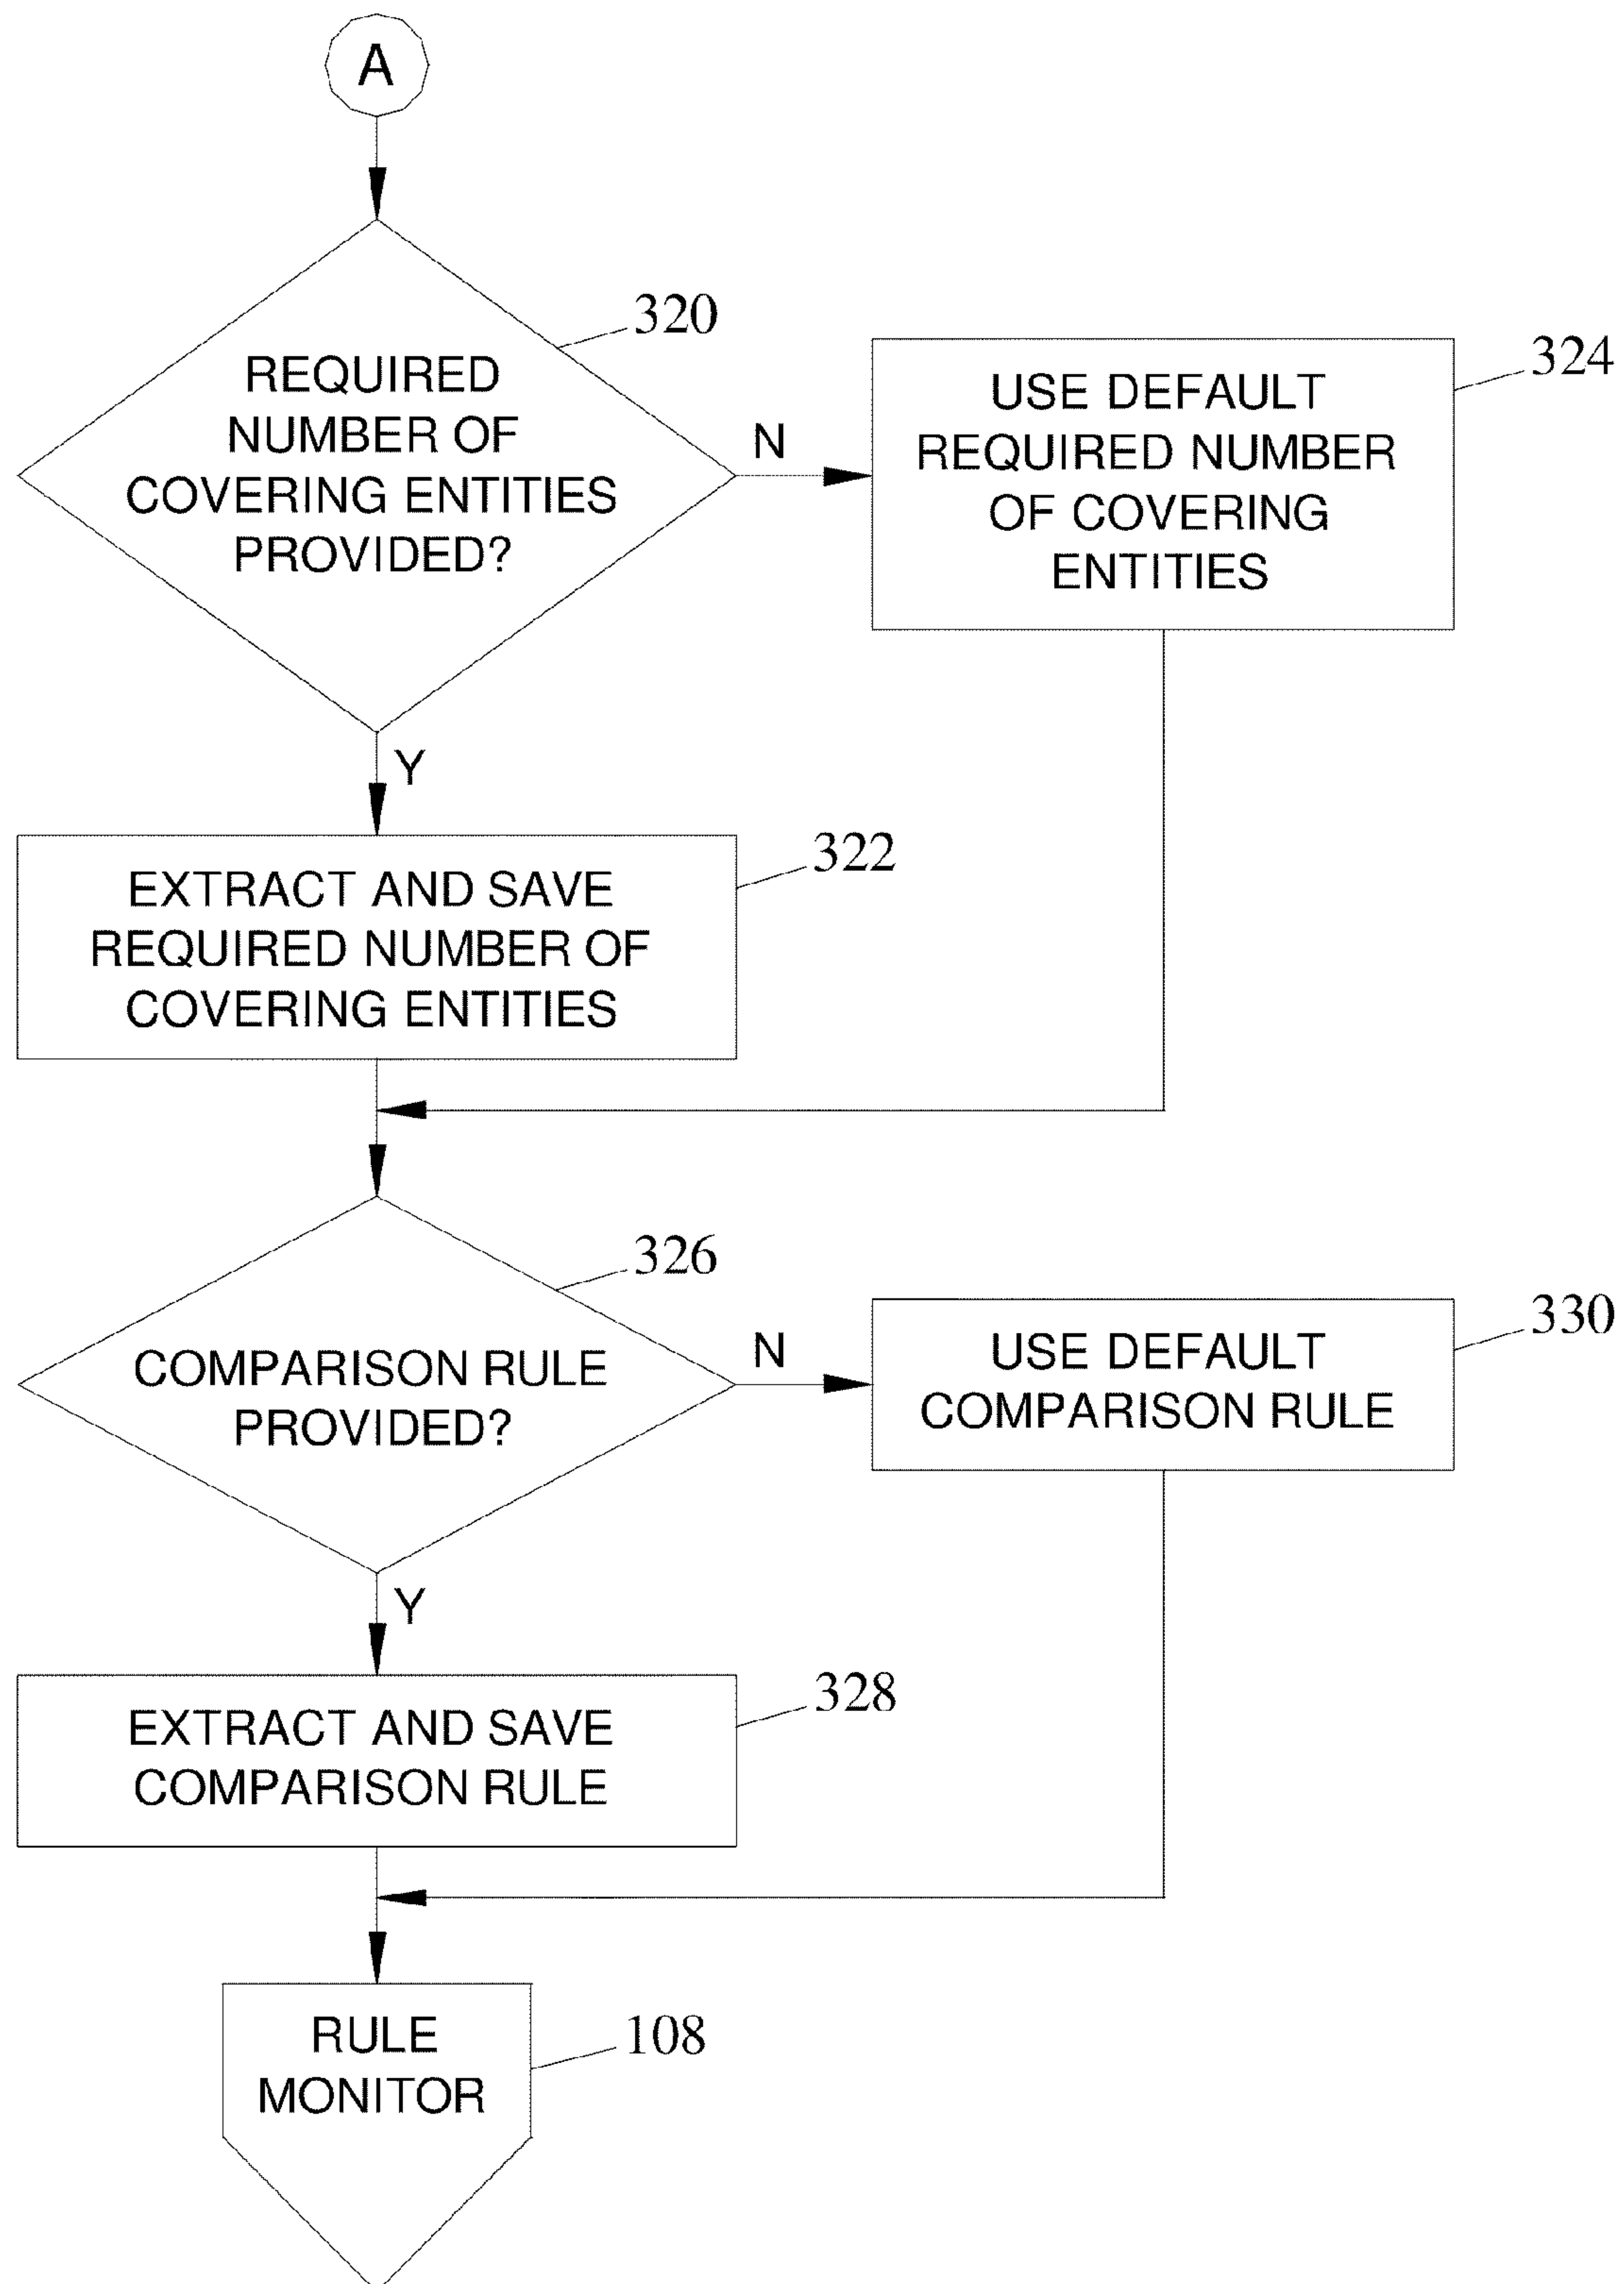 A
320
REQUIRED
NUMBER OF
COVERING ENTITIES
PROVIDED?
N
324
USE DEFAULT
REQUIRED NUMBER
OF COVERING
ENTITIES
Y
322
EXTRACT AND SAVE
REQUIRED NUMBER OF
COVERING ENTITIES
326
COMPARISON RULE
PROVIDED?
N
330
USE DEFAULT
COMPARISON RULE
Y
328
EXTRACT AND SAVE
COMPARISON RULE
RULE
MONITOR
108